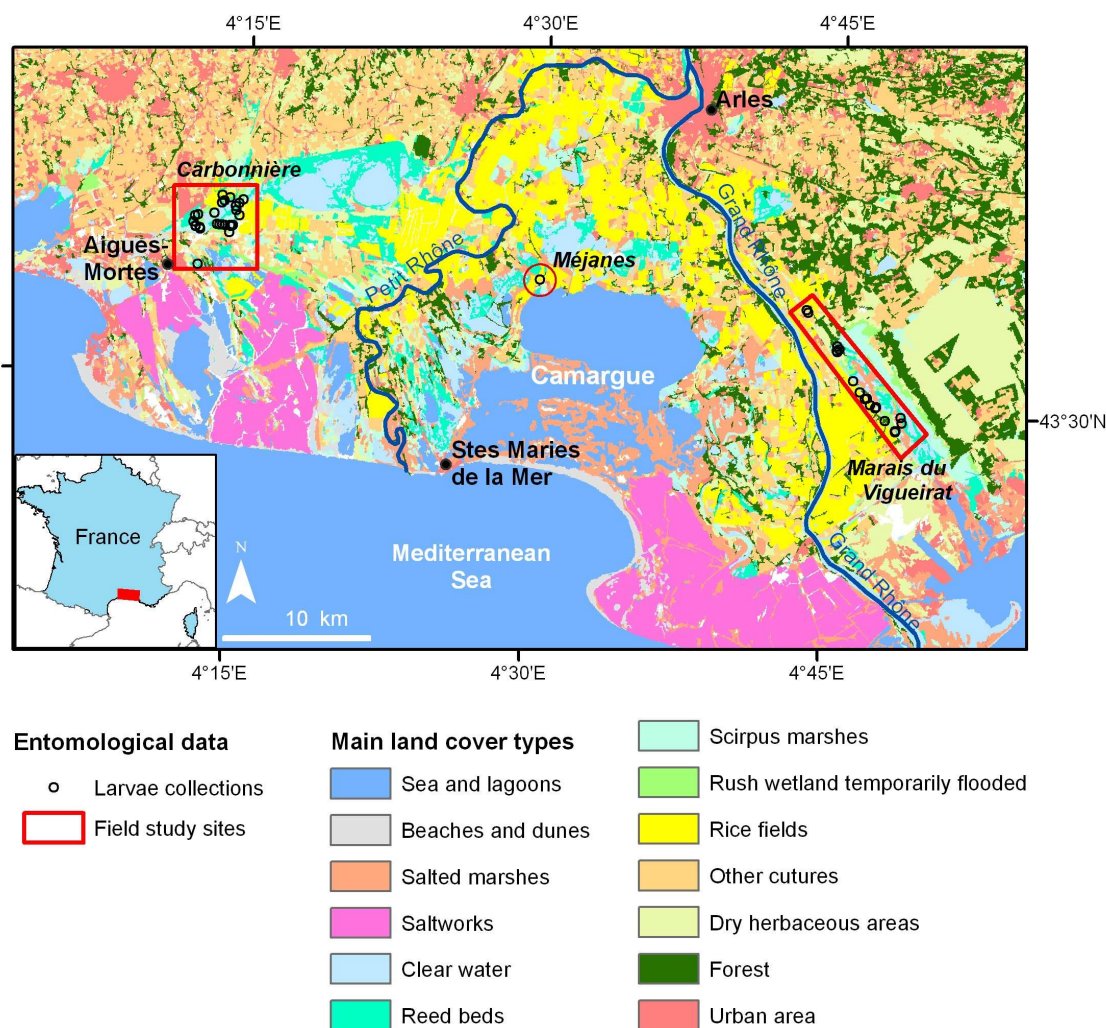 4°15'E
4°30'E
4°45'E
Arles
Carbonnière
Grand Rhône
Aigues-
Mortes
Petit Rhône
Méjanes
Camargue
43°30'N
Stes Maries
de la Mer
Marais du
Vigueirat
France
Mediterranean
Sea
N
Grand Rhône
10 km
4°15'E
4°30'E
4°45'E
Entomological data
Larvae collections
Field study sites
Main land cover types
Sea and lagoons
Beaches and dunes
Salted marshes
Saltworks
Clear water
Reed beds
Scirpus marshes
Rush wetland temporarily flooded
Rice fields
Other cutures
Dry herbaceous areas
Forest
Urban area